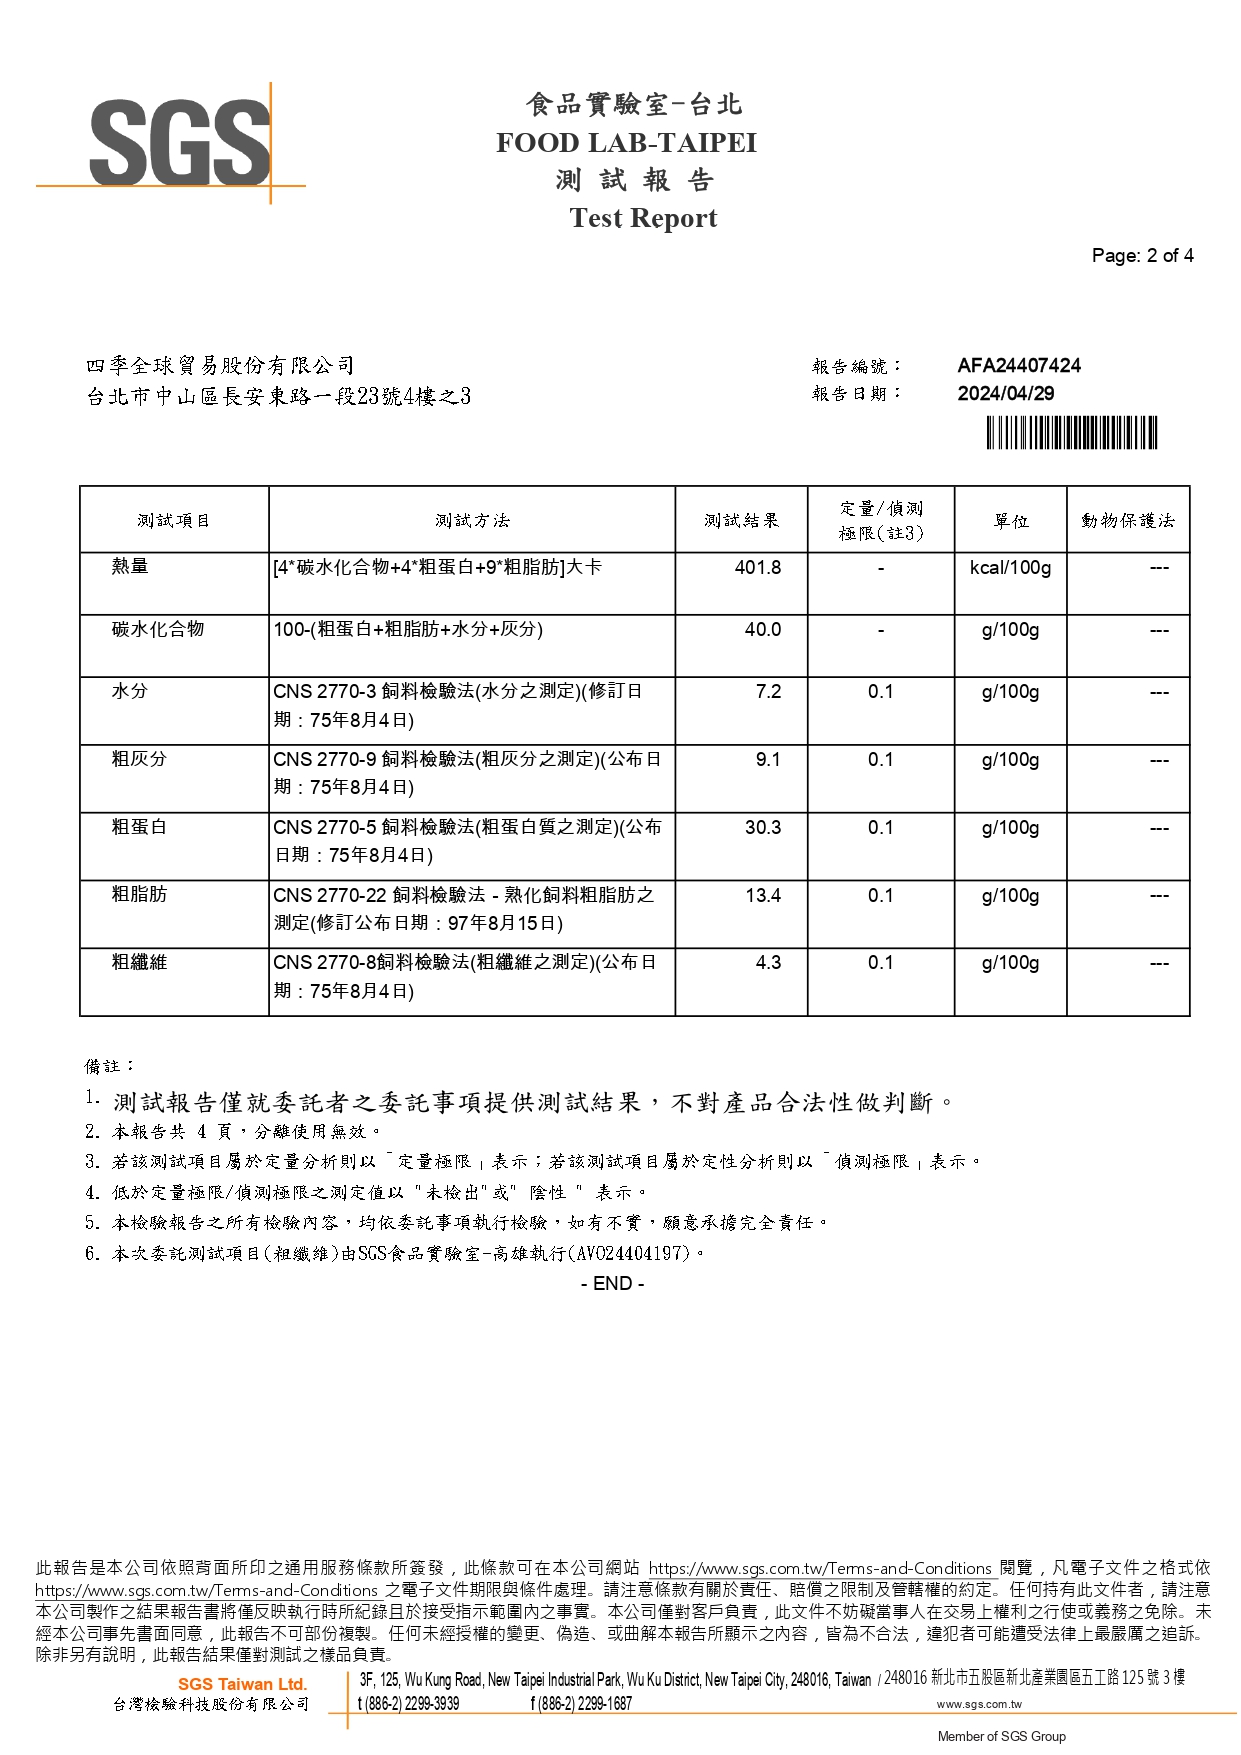 SGS
食品實驗室-台北
FOOD LAB-TAIPEI
測 試 報 告
Test Report
Page: 2 of 4
四季全球貿易股份有限公司
台北市中山區長安東路一段23號4樓之3
報告編號： AFA24407424
報告日期： 2024/04/29
測試項目 測試方法 測試結果 定量/偵測極限(註3) 單位 動物保護法
熱量 [4*碳水化合物+4*粗蛋白+9*粗脂肪]大卡 401.8 - kcal/100g ---
碳水化合物 100-(粗蛋白+粗脂肪+水分+灰分) 40.0 - g/100g ---
水分 CNS 2770-3 飼料檢驗法(水分之測定)(修訂日 7.2 0.1 g/100g ---
期：75年8月4日)
粗灰分 CNS 2770-9 飼料檢驗法(粗灰分之測定)(公布日 9.1 0.1 g/100g ---
期：75年8月4日)
粗蛋白 CNS 2770-5 飼料檢驗法(粗蛋白質之測定)(公布 30.3 0.1 g/100g ---
日期：75年8月4日)
粗脂肪 CNS 2770-22 飼料檢驗法 - 熟化飼料粗脂肪之 13.4 0.1 g/100g ---
測定(修訂公布日期：97年8月15日)
粗纖維 CNS 2770-8飼料檢驗法(粗纖維之測定)(公布日 4.3 0.1 g/100g ---
期：75年8月4日)
備註：
1. 測試報告僅就委託者之委託事項提供測試結果，不對產品合法性做判斷。
2. 本報告共 4 頁，分離使用無效。
3. 若該測試項目屬於定量分析則以「定量極限」表示；若該測試項目屬於定性分析則以「偵測極限」表示。
4. 低於定量極限/偵測極限之測定值以 "未檢出"或" 陰性 " 表示。
5. 本檢驗報告之所有檢驗內容，均依委託事項執行檢驗，如有不實，願意承擔完全責任。
6. 本次委託測試項目(粗纖維)由SGS食品實驗室-高雄執行(AVO24404197)。
- END -
此報告是本公司依照背面所印之通用服務條款所簽發，此條款可在本公司網站 https://www.sgs.com.tw/Terms-and-Conditions 閱覽，凡電子文件之格式依
https://www.sgs.com.tw/Terms-and-Conditions 之電子文件期限與條件處理。請注意條款有關於責任、賠償之限制及管轄權的約定。任何持有此文件者，請注意
本公司製作之結果報告書將僅反映執行時所紀錄且於接受指示範圍內之事實。本公司僅對客戶負責，此文件不妨礙當事人在交易上權利之行使或義務之免除。未
經本公司事先書面同意，此報告不可部份複製。任何未經授權的變更、偽造、或曲解本報告所顯示之內容，皆為不合法，違犯者可能遭受法律上最嚴厲之追訴。
除非另有說明，此報告結果僅對測試之樣品負責。
SGS Taiwan Ltd. 3F, 125, Wu Kung Road, New Taipei Industrial Park, Wu Ku District, New Taipei City, 248016, Taiwan / 248016 新北市五股區新北產業園區五工路 125 號 3 樓
台灣檢驗科技股份有限公司 t (886-2) 2299-3939 f (886-2) 2299-1687 www.sgs.com.tw
Member of SGS Group